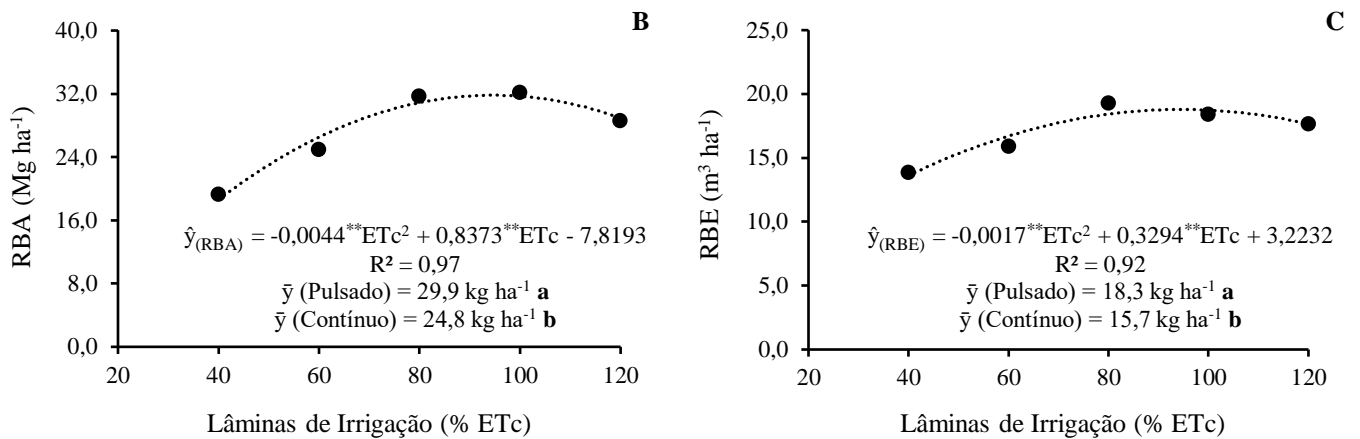 B
40,0
32,0
24,0
16,0
8,0
0,0
RBA (Mg ha⁻¹)
ŷ(RBA) = -0,0044**ETc² + 0,8373**ETc - 7,8193
R² = 0,97
ȳ (Pulsado) = 29,9 kg ha⁻¹ a
ȳ (Contínuo) = 24,8 kg ha⁻¹ b
20 40 60 80 100 120
Lâminas de Irrigação (% ETc)
C
25,0
20,0
15,0
10,0
5,0
0,0
RBE (m³ ha⁻¹)
ŷ(RBE) = -0,0017**ETc² + 0,3294**ETc + 3,2232
R² = 0,92
ȳ (Pulsado) = 18,3 kg ha⁻¹ a
ȳ (Contínuo) = 15,7 kg ha⁻¹ b
20 40 60 80 100 120
Lâminas de Irrigação (% ETc)